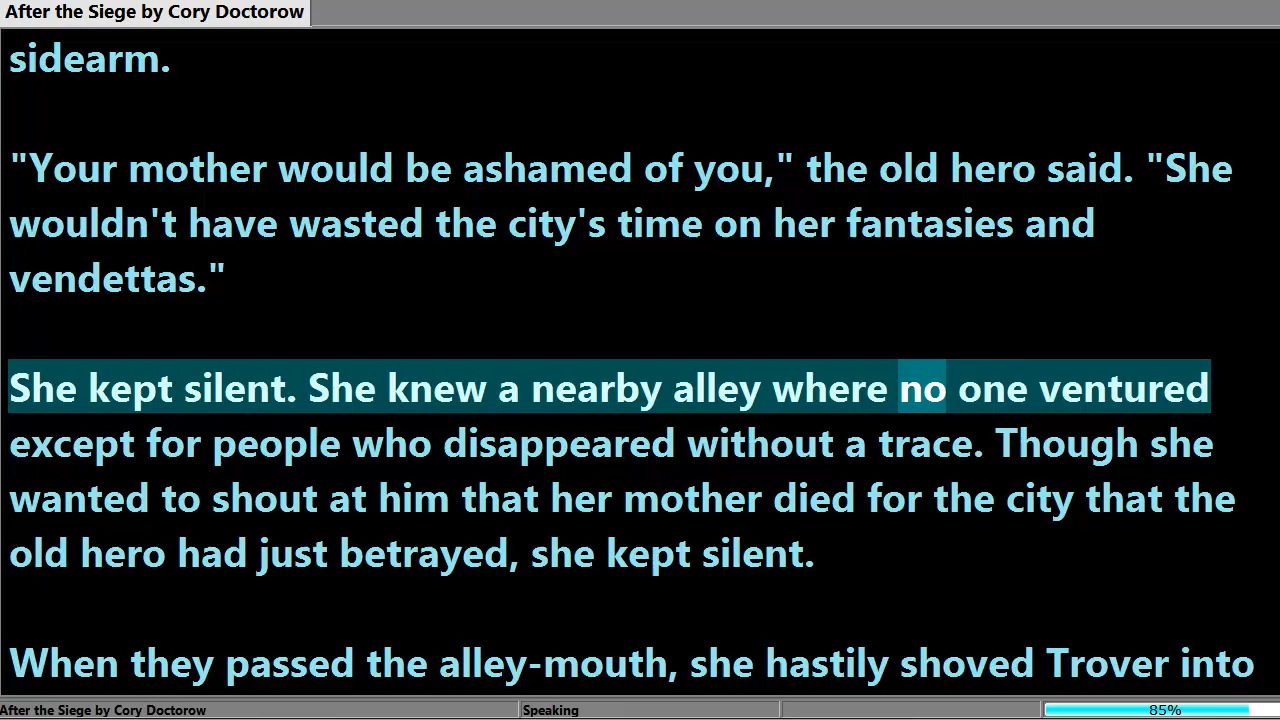 After the Siege by Cory Doctorow
sidearm.
"Your mother would be ashamed of you," the old hero said. "She
wouldn't have wasted the city's time on her fantasies and
vendettas."
She kept silent. She knew a nearby alley where no one ventured
except for people who disappeared without a trace. Though she
wanted to shout at him that her mother died for the city that the
old hero had just betrayed, she kept silent.
When they passed the alley-mouth, she hastily shoved Trover into
After the Siege by Cory Doctorow
Speaking
85%